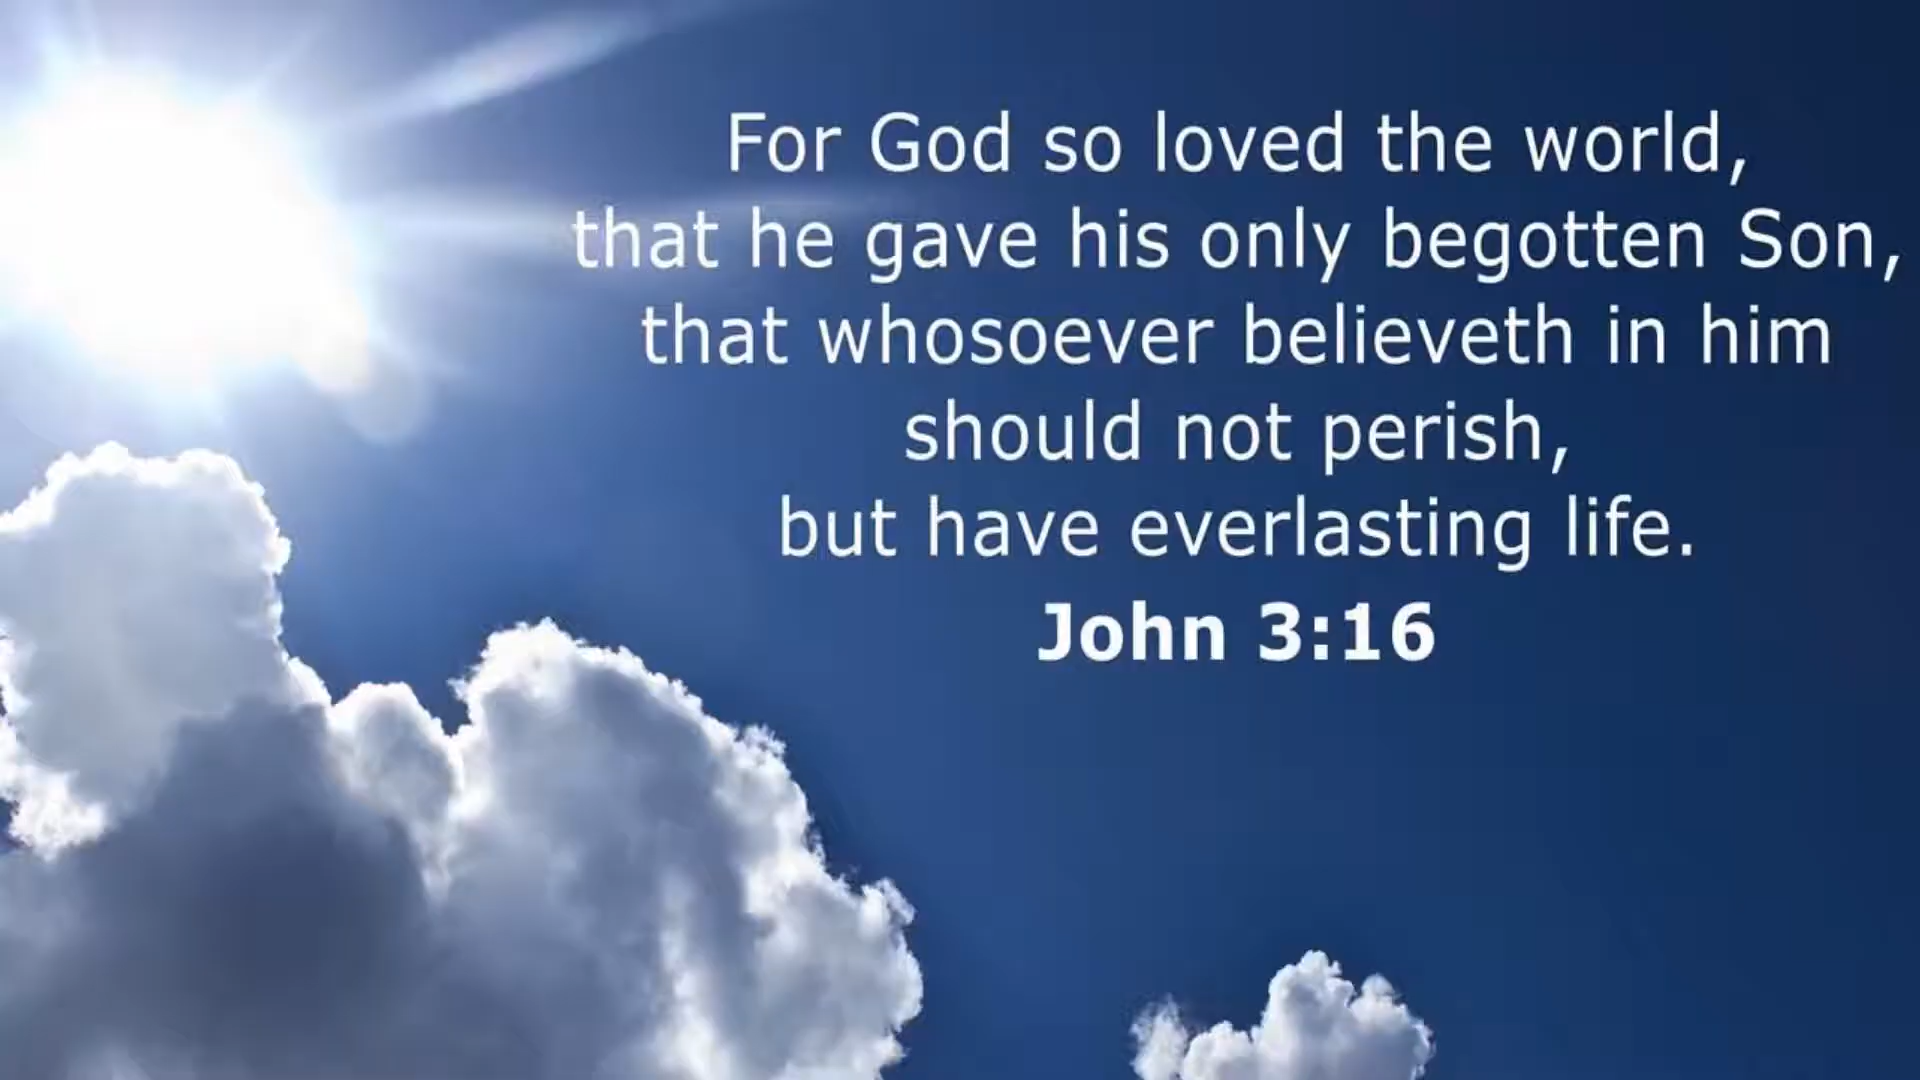 For God so loved the world,
that he gave his only begotten Son,
that whosoever believeth in him
should not perish,
but have everlasting life.
John 3:16